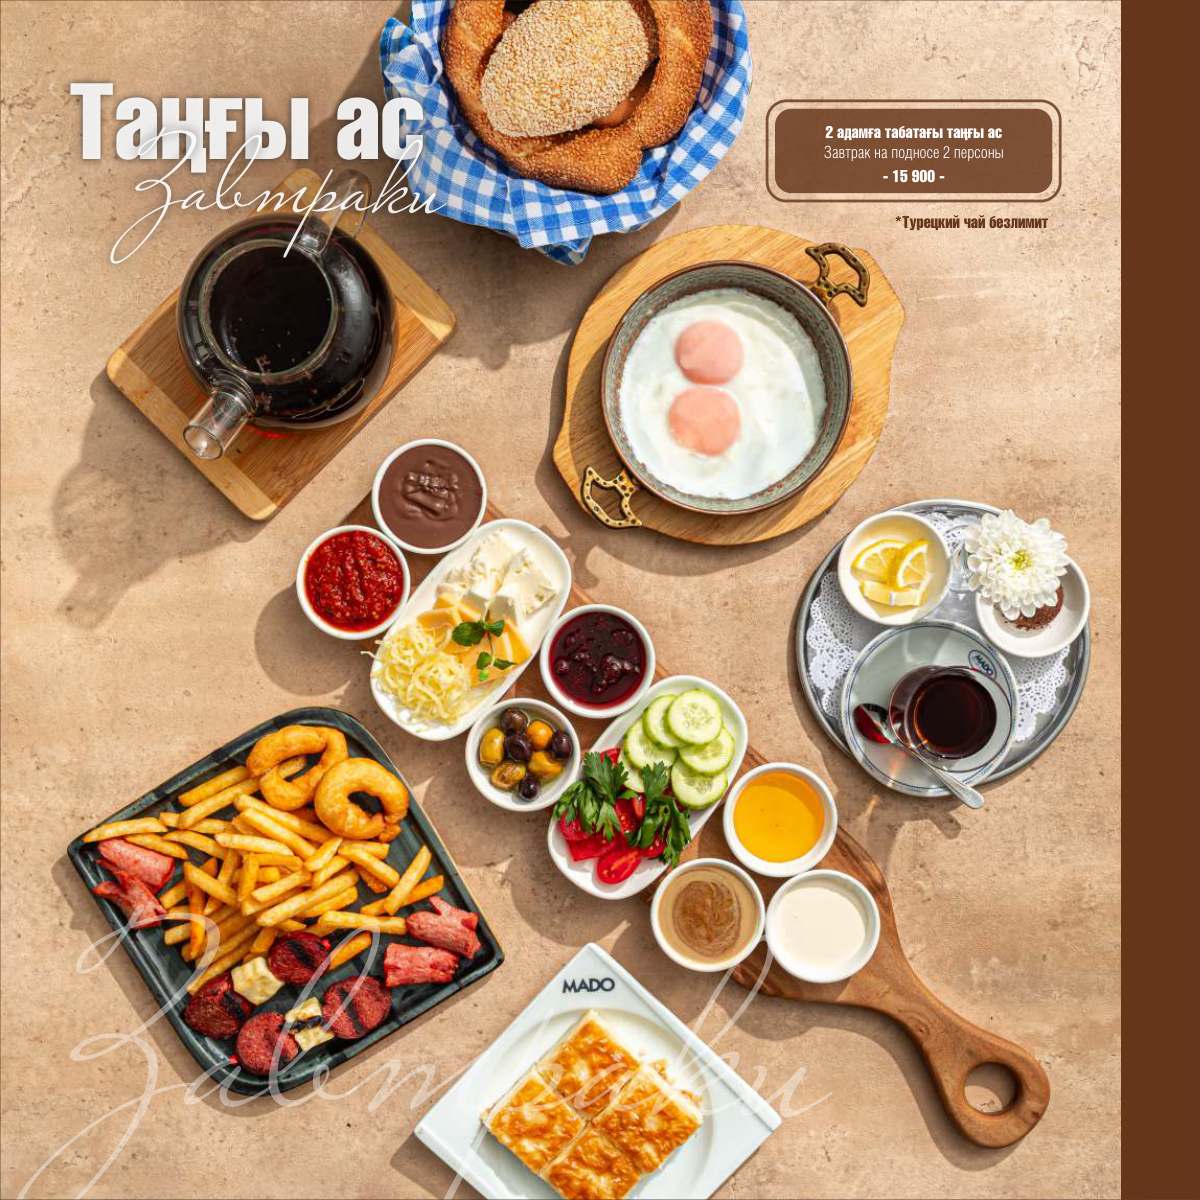 Таңғы ас
Завтраки
2 адамға табатағы таңғы ас
Завтрак на подносе 2 персоны
- 15 900 -
*Турецкий чай безлимит
MADO
MADO
Завтраки